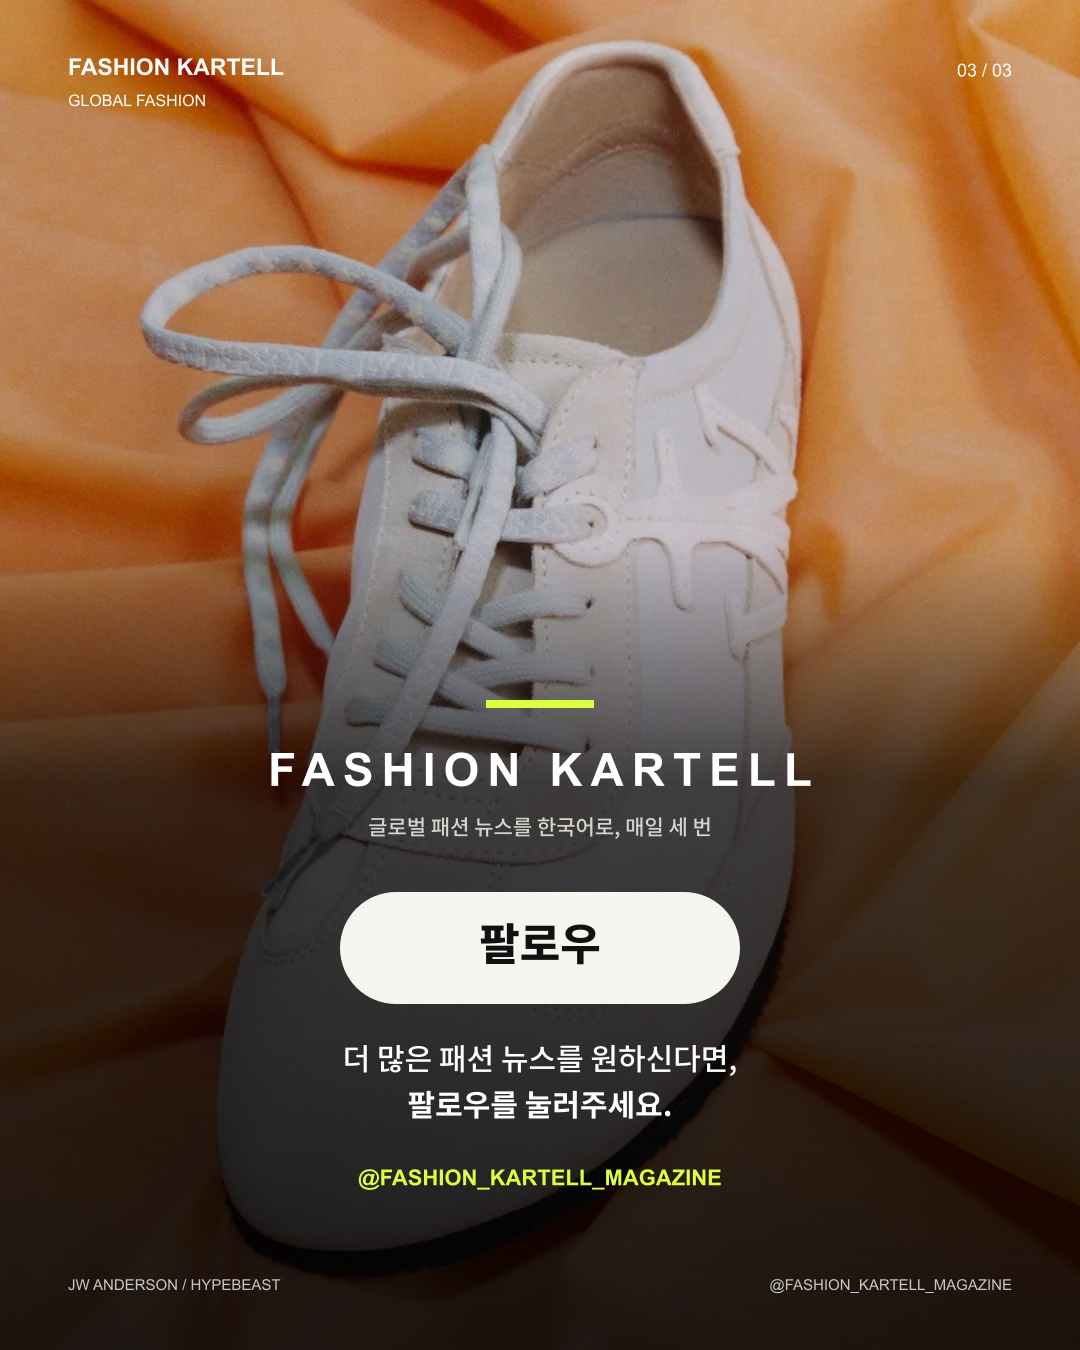 FASHION KARTELL
GLOBAL FASHION
03 / 03
FASHION KARTELL
글로벌 패션 뉴스를 한국어로, 매일 세 번
팔로우
더 많은 패션 뉴스를 원하신다면,
팔로우를 눌러주세요.
@FASHION_KARTELL_MAGAZINE
JW ANDERSON / HYPEBEAST
@FASHION_KARTELL_MAGAZINE